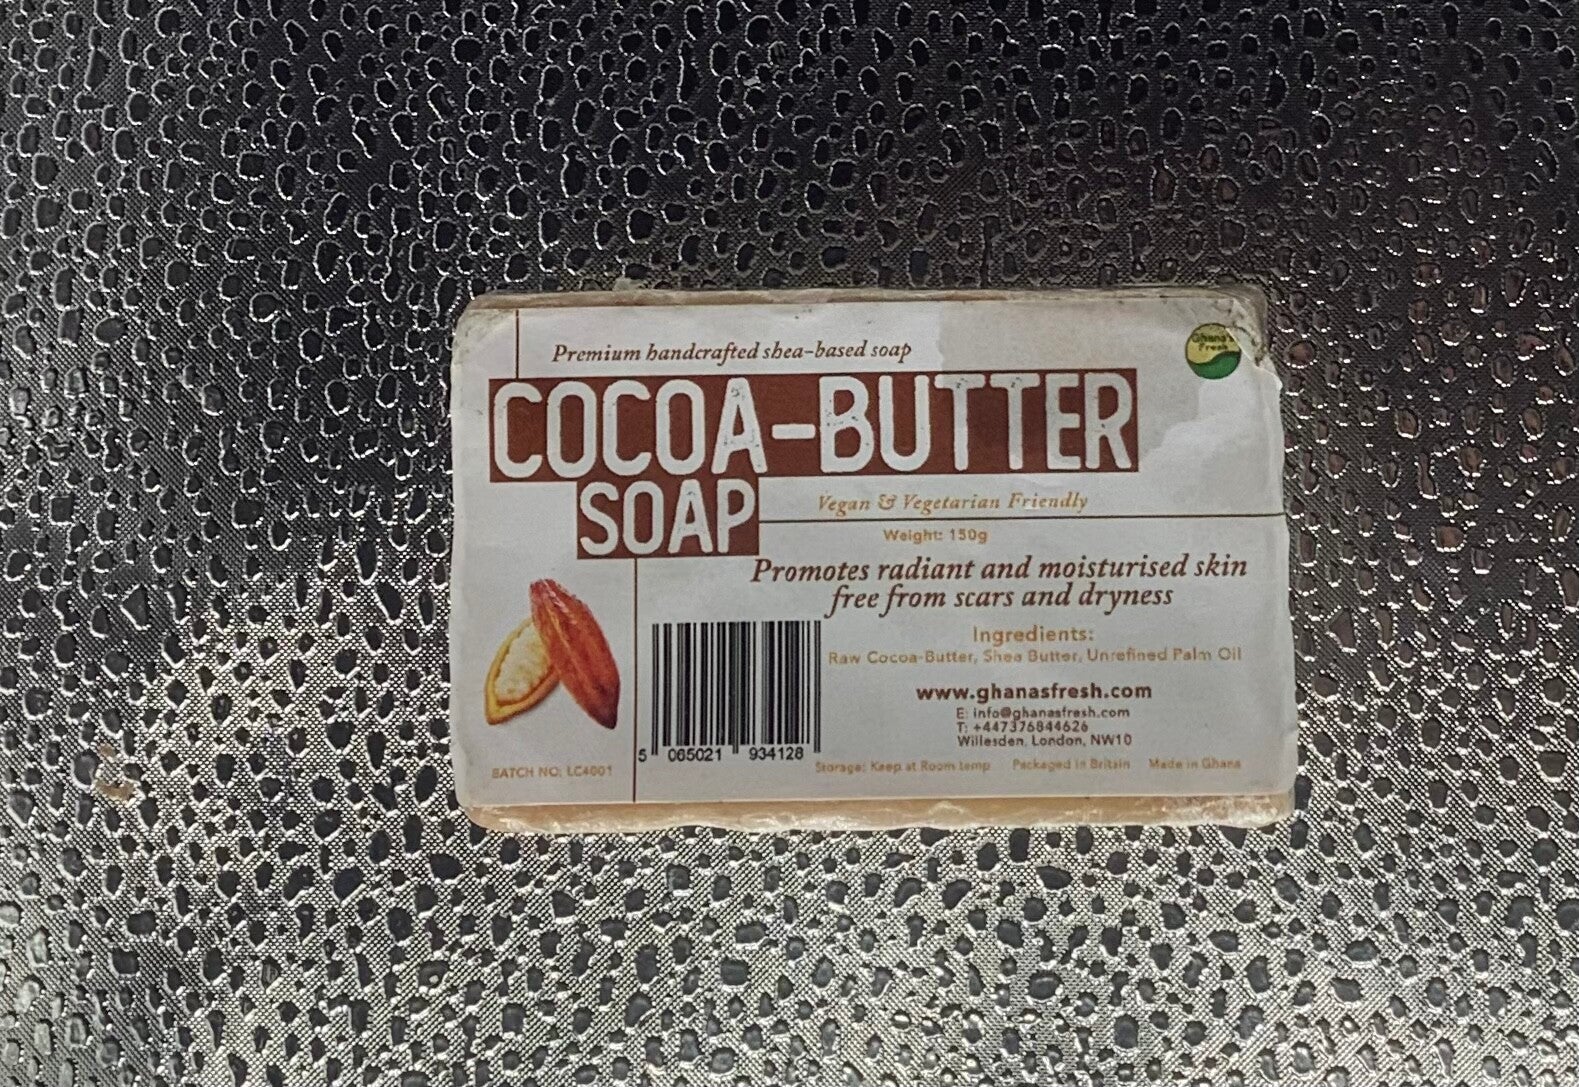 Premium handcrafted shea-based soap
Ghana's
Fresh
COCOA-BUTTER
SOAP
Vegan & Vegetarian Friendly
Weight: 150g
Promotes radiant and moisturised skin
free from scars and dryness
Ingredients:
Raw Cocoa-Butter, Shea Butter, Unrefined Palm Oil
www.ghanasfresh.com
E: info@ghanasfresh.com
T: +447376844626
Willesden, London, NW10
5 065021 934128
BATCH NO: LC4001
Storage: Keep at Room temp Packaged in Britain Made in Ghana